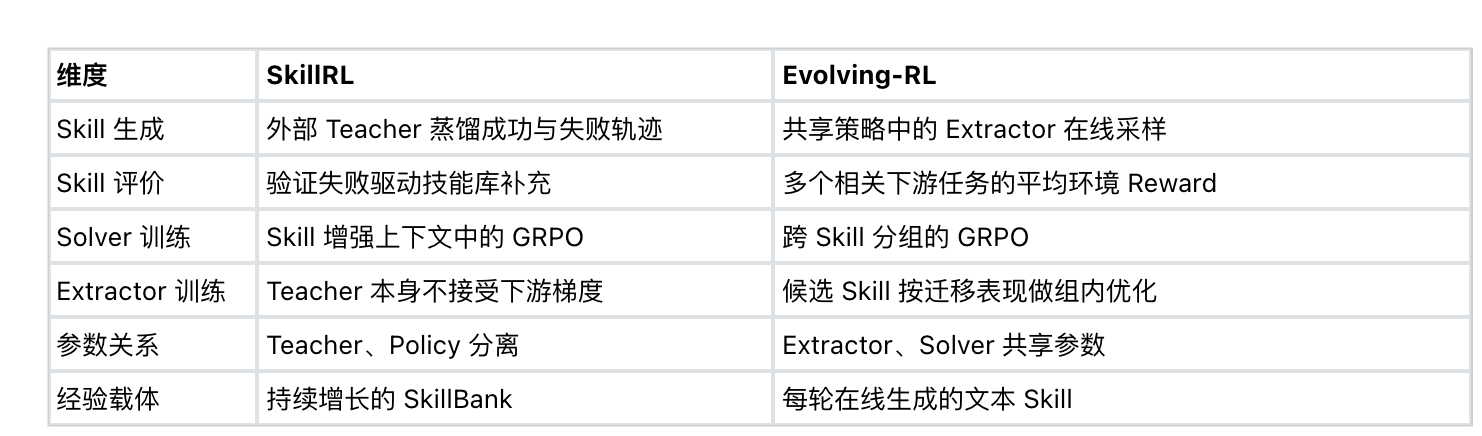 维度 SkillRL Evolving-RL
Skill 生成 外部 Teacher 蒸馏成功与失败轨迹 共享策略中的 Extractor 在线采样
Skill 评价 验证失败驱动技能库补充 多个相关下游任务的平均环境 Reward
Solver 训练 Skill 增强上下文中的 GRPO 跨 Skill 分组的 GRPO
Extractor 训练 Teacher 本身不接受下游梯度 候选 Skill 按迁移表现做组内优化
参数关系 Teacher、Policy 分离 Extractor、Solver 共享参数
经验载体 持续增长的 SkillBank 每轮在线生成的文本 Skill